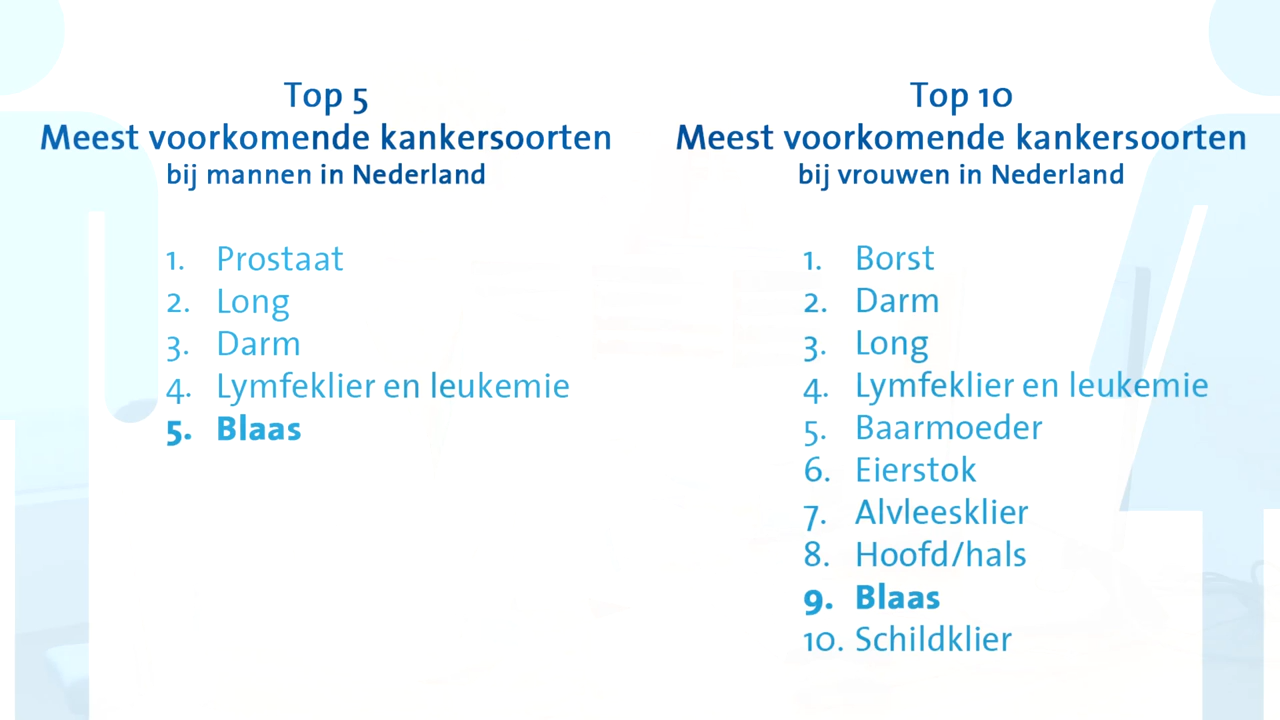 Top 5
Meest voorkomende kankersoorten
bij mannen in Nederland
1. Prostaat
2. Long
3. Darm
4. Lymfeklier en leukemie
5. Blaas
Top 10
Meest voorkomende kankersoorten
bij vrouwen in Nederland
1. Borst
2. Darm
3. Long
4. Lymfeklier en leukemie
5. Baarmoeder
6. Eierstok
7. Alvleesklier
8. Hoofd/hals
9. Blaas
10. Schildklier